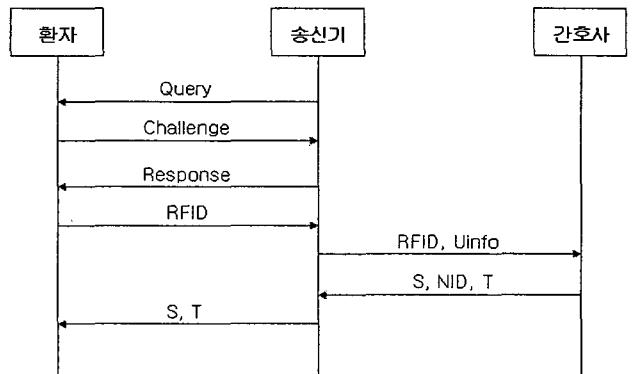 환자 송신기 간호사
Query
Challenge
Response
RFID
RFID, Uinfo
S, NID, T
S, T